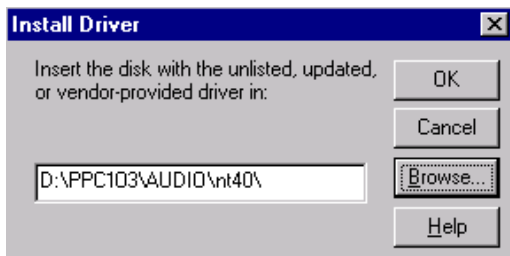 Install Driver
Insert the disk with the unlisted, updated,
or vendor-provided driver in:
OK
Cancel
D:\PPC103\AUDIO\nt40\
Browse...
Help